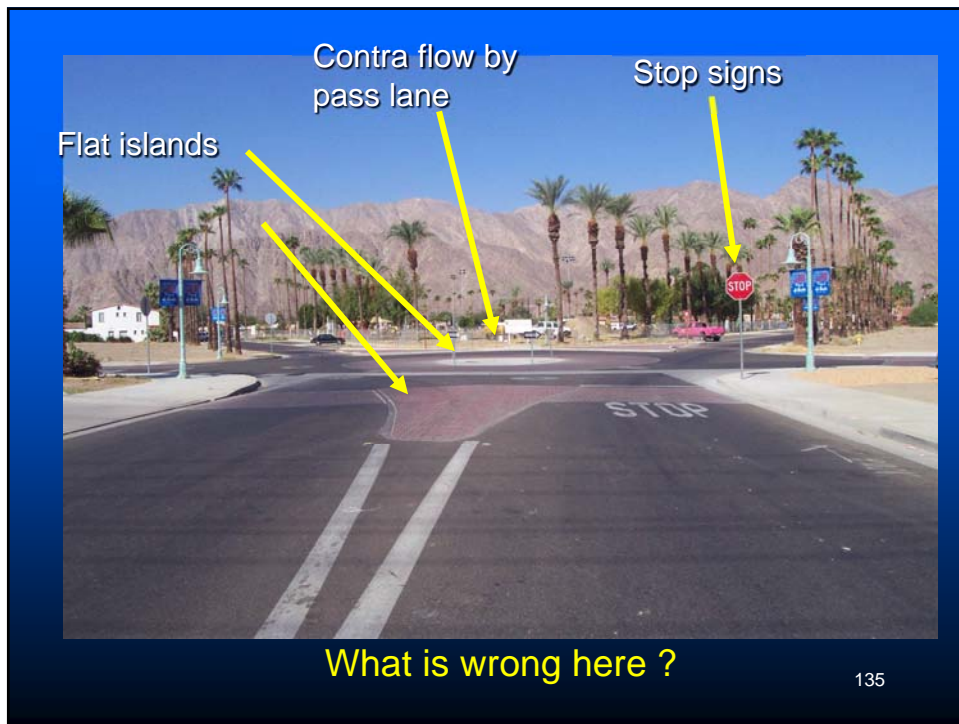 Contra flow by
pass lane
Stop signs
Flat islands
STOP
STOP
What is wrong here ?
135